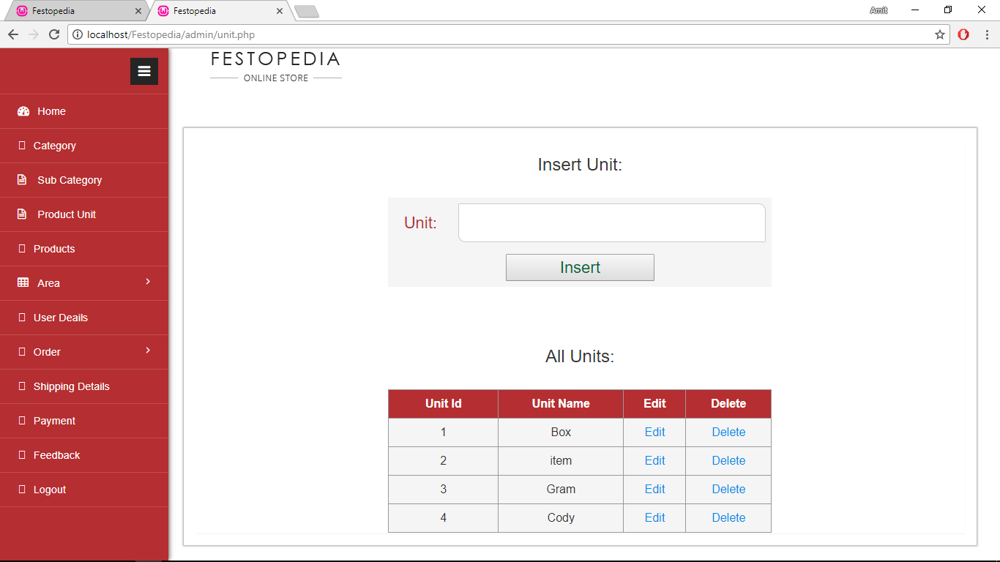 Festopedia
Festopedia
Amit
localhost/Festopedia/admin/unit.php
FESTOPEDIA
ONLINE STORE
Home
Category
Sub Category
Product Unit
Products
Area
User Deails
Order
Shipping Details
Payment
Feedback
Logout
Insert Unit:
Unit:
Insert
All Units:
Unit Id Unit Name Edit Delete
1 Box Edit Delete
2 item Edit Delete
3 Gram Edit Delete
4 Cody Edit Delete